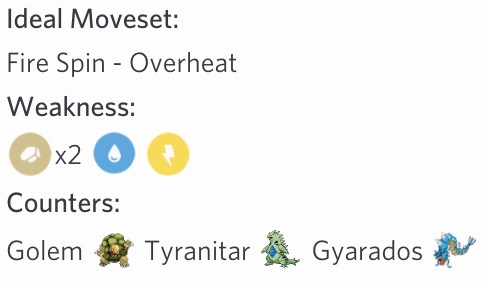 Ideal Moveset:
Fire Spin - Overheat
Weakness:
x2
Counters:
Golem Tyranitar Gyarados